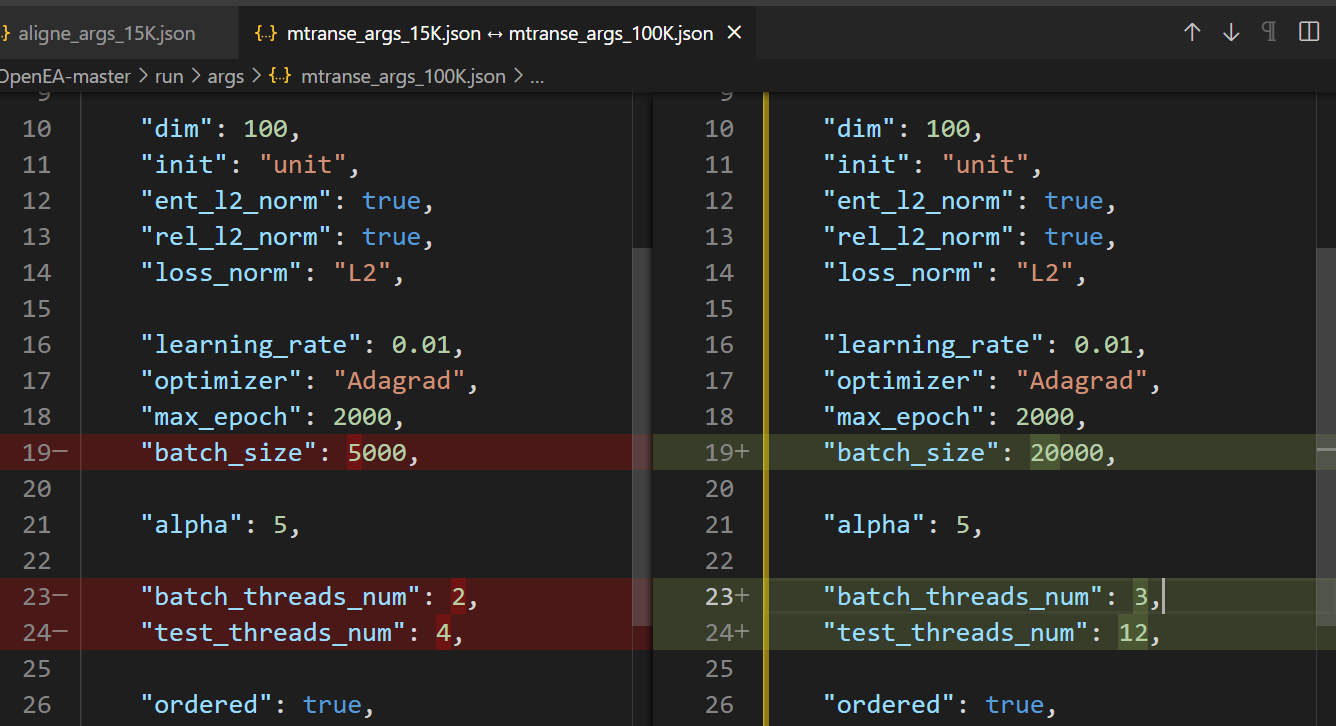 aligne_args_15K.json
{..} mtranse_args_15K.json ↔ mtranse_args_100K.json ×
OpenEA-master > run > args > {..} mtranse_args_100K.json > ...
9
10 "dim": 100,
11 "init": "unit",
12 "ent_l2_norm": true,
13 "rel_l2_norm": true,
14 "loss_norm": "L2",
15
16 "learning_rate": 0.01,
17 "optimizer": "Adagrad",
18 "max_epoch": 2000,
19− "batch_size": 5000,
20
21 "alpha": 5,
22
23− "batch_threads_num": 2,
24− "test_threads_num": 4,
25
26 "ordered": true,
9
10 "dim": 100,
11 "init": "unit",
12 "ent_l2_norm": true,
13 "rel_l2_norm": true,
14 "loss_norm": "L2",
15
16 "learning_rate": 0.01,
17 "optimizer": "Adagrad",
18 "max_epoch": 2000,
19+ "batch_size": 20000,
20
21 "alpha": 5,
22
23+ "batch_threads_num": 3,
24+ "test_threads_num": 12,
25
26 "ordered": true,